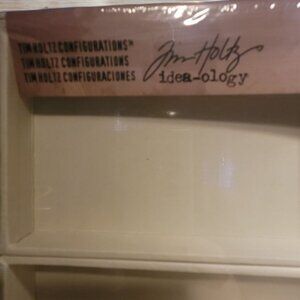 TIM HOLTZ CONFIGURATIONS™
TIM HOLTZ CONFIGURATIONS
TIM HOLTZ CONFIGURACIONES
Tim Holtz
idea-ology